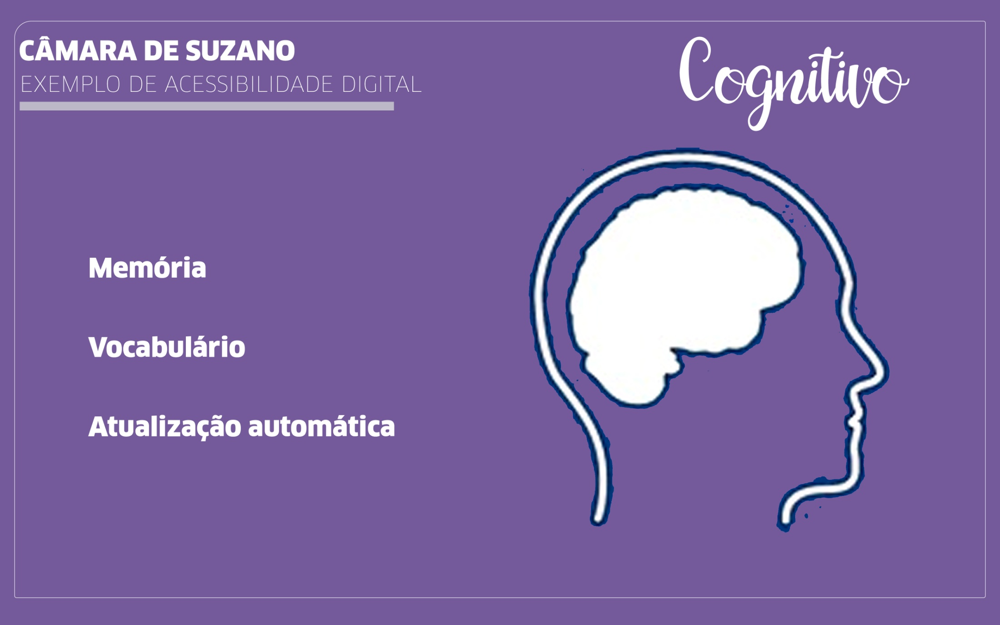 CÂMARA DE SUZANO
EXEMPLO DE ACESSIBILIDADE DIGITAL
Cognitivo
Memória
Vocabulário
Atualização automática